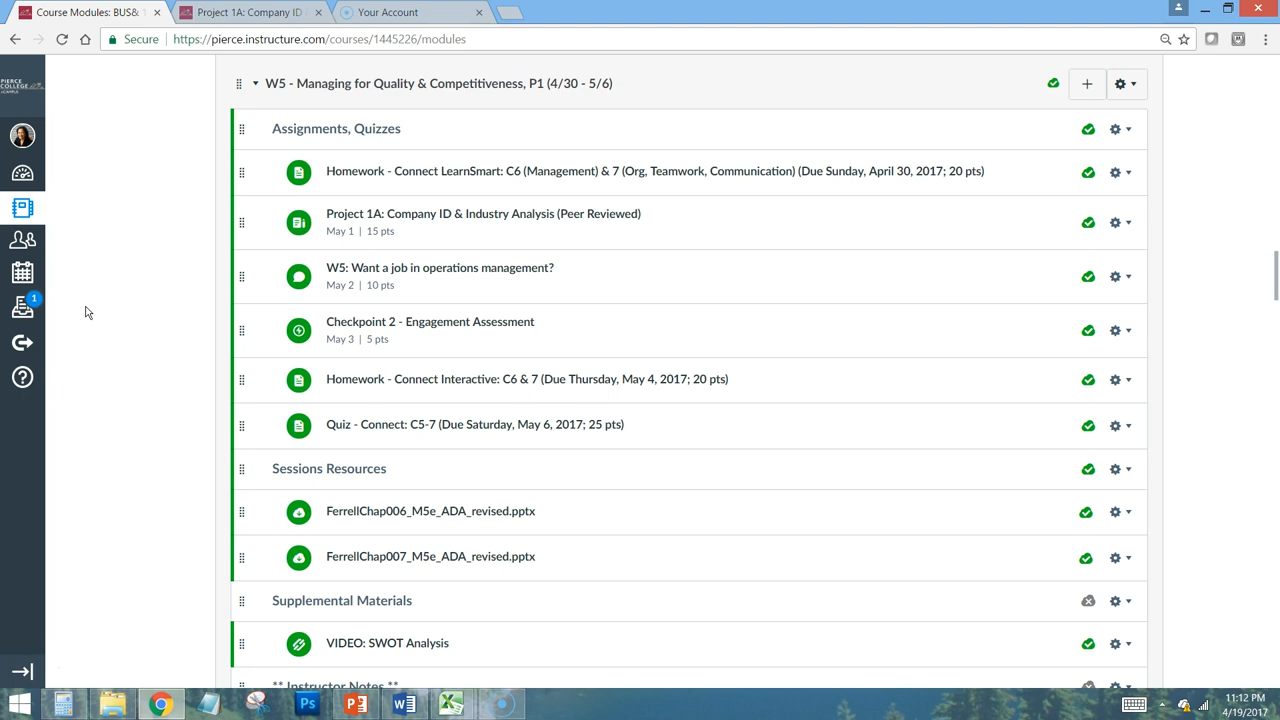 Course Modules: BUS&
Project 1A: Company ID
Your Account
Secure
https://pierce.instructure.com/courses/1445226/modules
PIERCE
COLLEGE
W5 - Managing for Quality & Competitiveness, P1 (4/30 - 5/6)
Assignments, Quizzes
Homework - Connect LearnSmart: C6 (Management) & 7 (Org, Teamwork, Communication) (Due Sunday, April 30, 2017; 20 pts)
Project 1A: Company ID & Industry Analysis (Peer Reviewed)
May 1 | 15 pts
W5: Want a job in operations management?
May 2 | 10 pts
1
Checkpoint 2 - Engagement Assessment
May 3 | 5 pts
Homework - Connect Interactive: C6 & 7 (Due Thursday, May 4, 2017; 20 pts)
Quiz - Connect: C5-7 (Due Saturday, May 6, 2017; 25 pts)
Sessions Resources
FerrellChap006_M5e_ADA_revised.pptx
FerrellChap007_M5e_ADA_revised.pptx
Supplemental Materials
VIDEO: SWOT Analysis
** Instructor Notes **
Ps
11:12 PM
4/19/2017